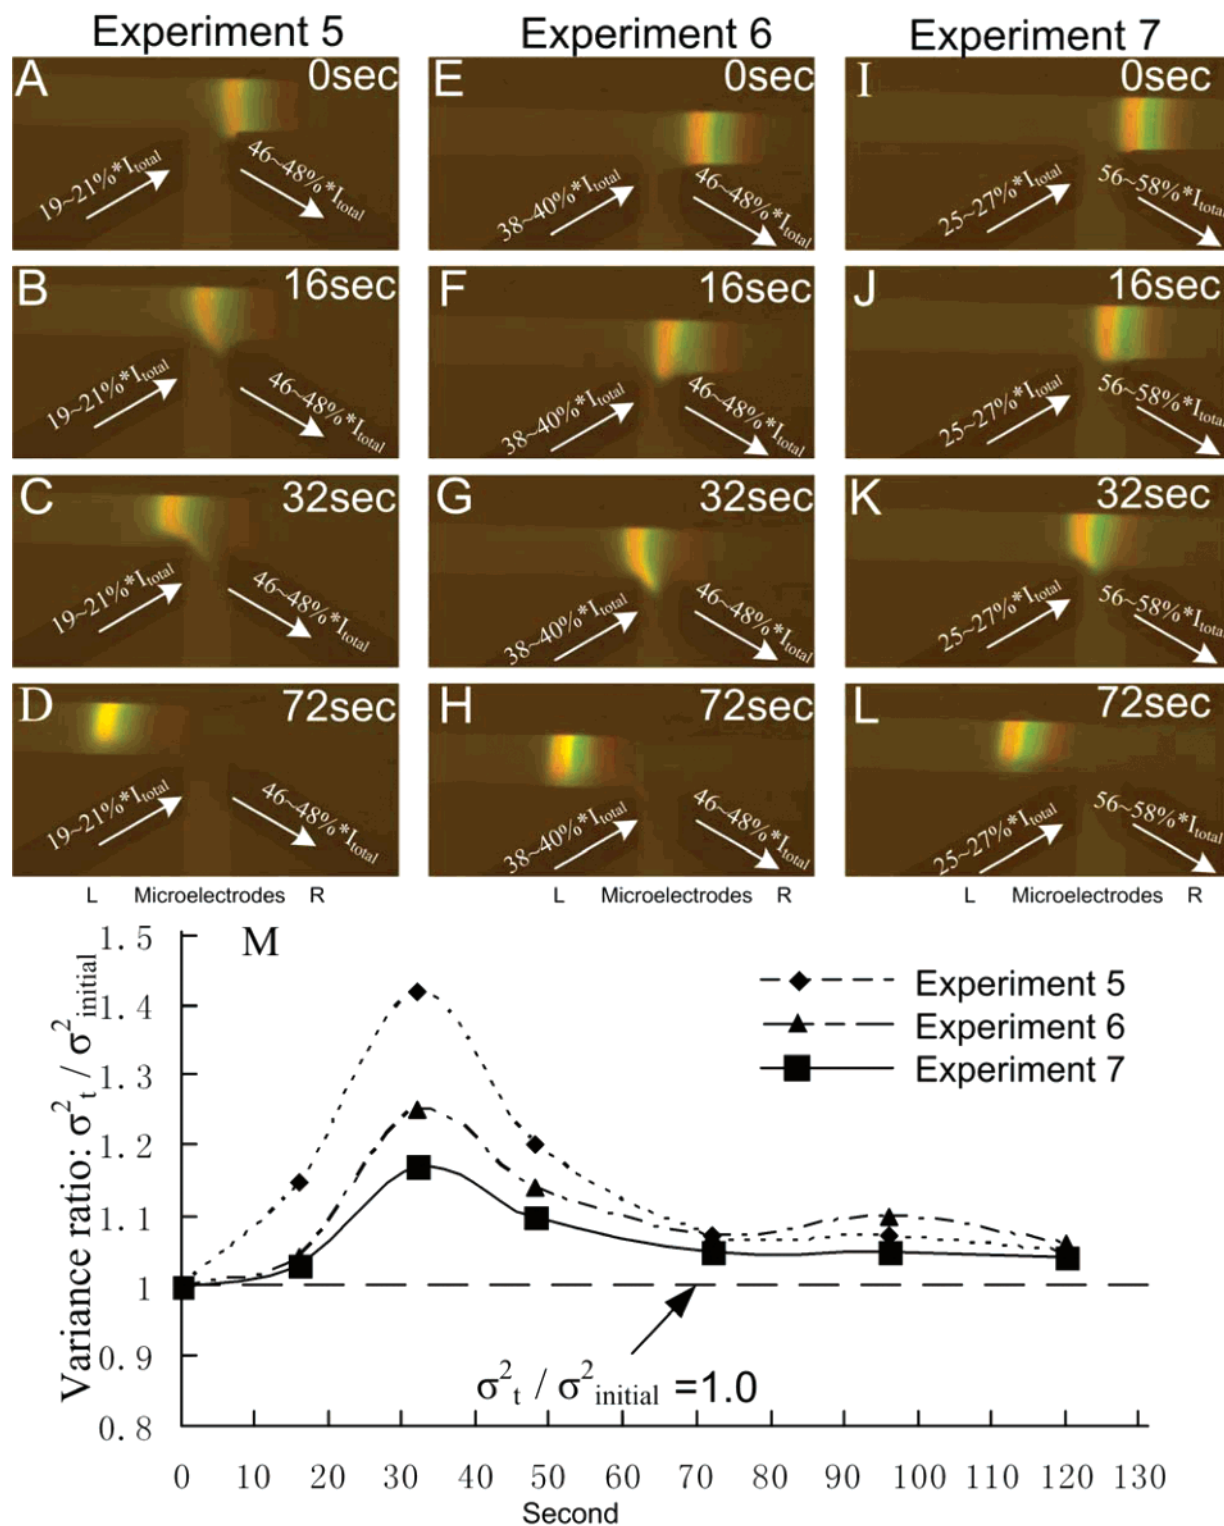 Experiment 5 Experiment 6 Experiment 7
A 0sec E 0sec I 0sec
19~21%*Itotal 46~48%*Itotal 38~40%*Itotal 46~48%*Itotal 25~27%*Itotal 56~58%*Itotal
B 16sec F 16sec J 16sec
19~21%*Itotal 46~48%*Itotal 38~40%*Itotal 46~48%*Itotal 25~27%*Itotal 56~58%*Itotal
C 32sec G 32sec K 32sec
19~21%*Itotal 46~48%*Itotal 38~40%*Itotal 46~48%*Itotal 25~27%*Itotal 56~58%*Itotal
D 72sec H 72sec L 72sec
19~21%*Itotal 46~48%*Itotal 38~40%*Itotal 46~48%*Itotal 25~27%*Itotal 56~58%*Itotal
L Microelectrodes R L Microelectrodes R L Microelectrodes R
M
Variance ratio: σ²t / σ²initial
1.5
1.4
1.3
1.2
1.1
1
0.9
0.8
Experiment 5
Experiment 6
Experiment 7
σ²t / σ²initial =1.0
0 10 20 30 40 50 60 70 80 90 100 110 120 130
Second